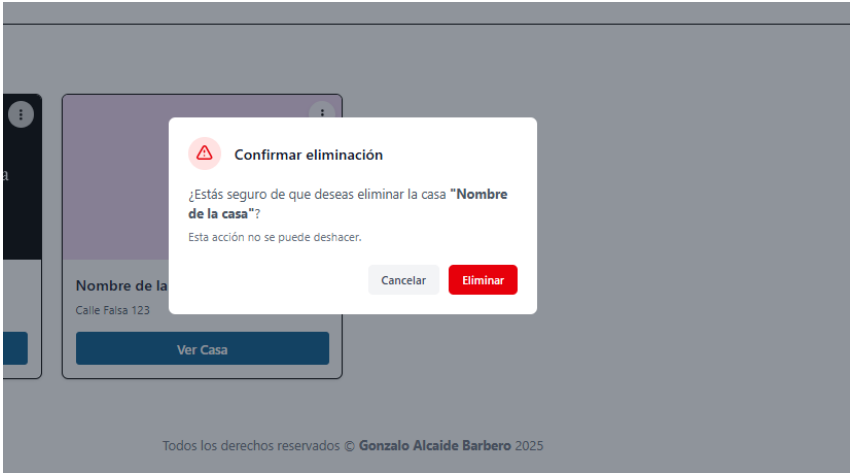 a
Confirmar eliminación
¿Estás seguro de que deseas eliminar la casa "Nombre
de la casa"?
Esta acción no se puede deshacer.
Cancelar
Eliminar
Nombre de la
Calle Falsa 123
Ver Casa
Todos los derechos reservados © Gonzalo Alcaide Barbero 2025